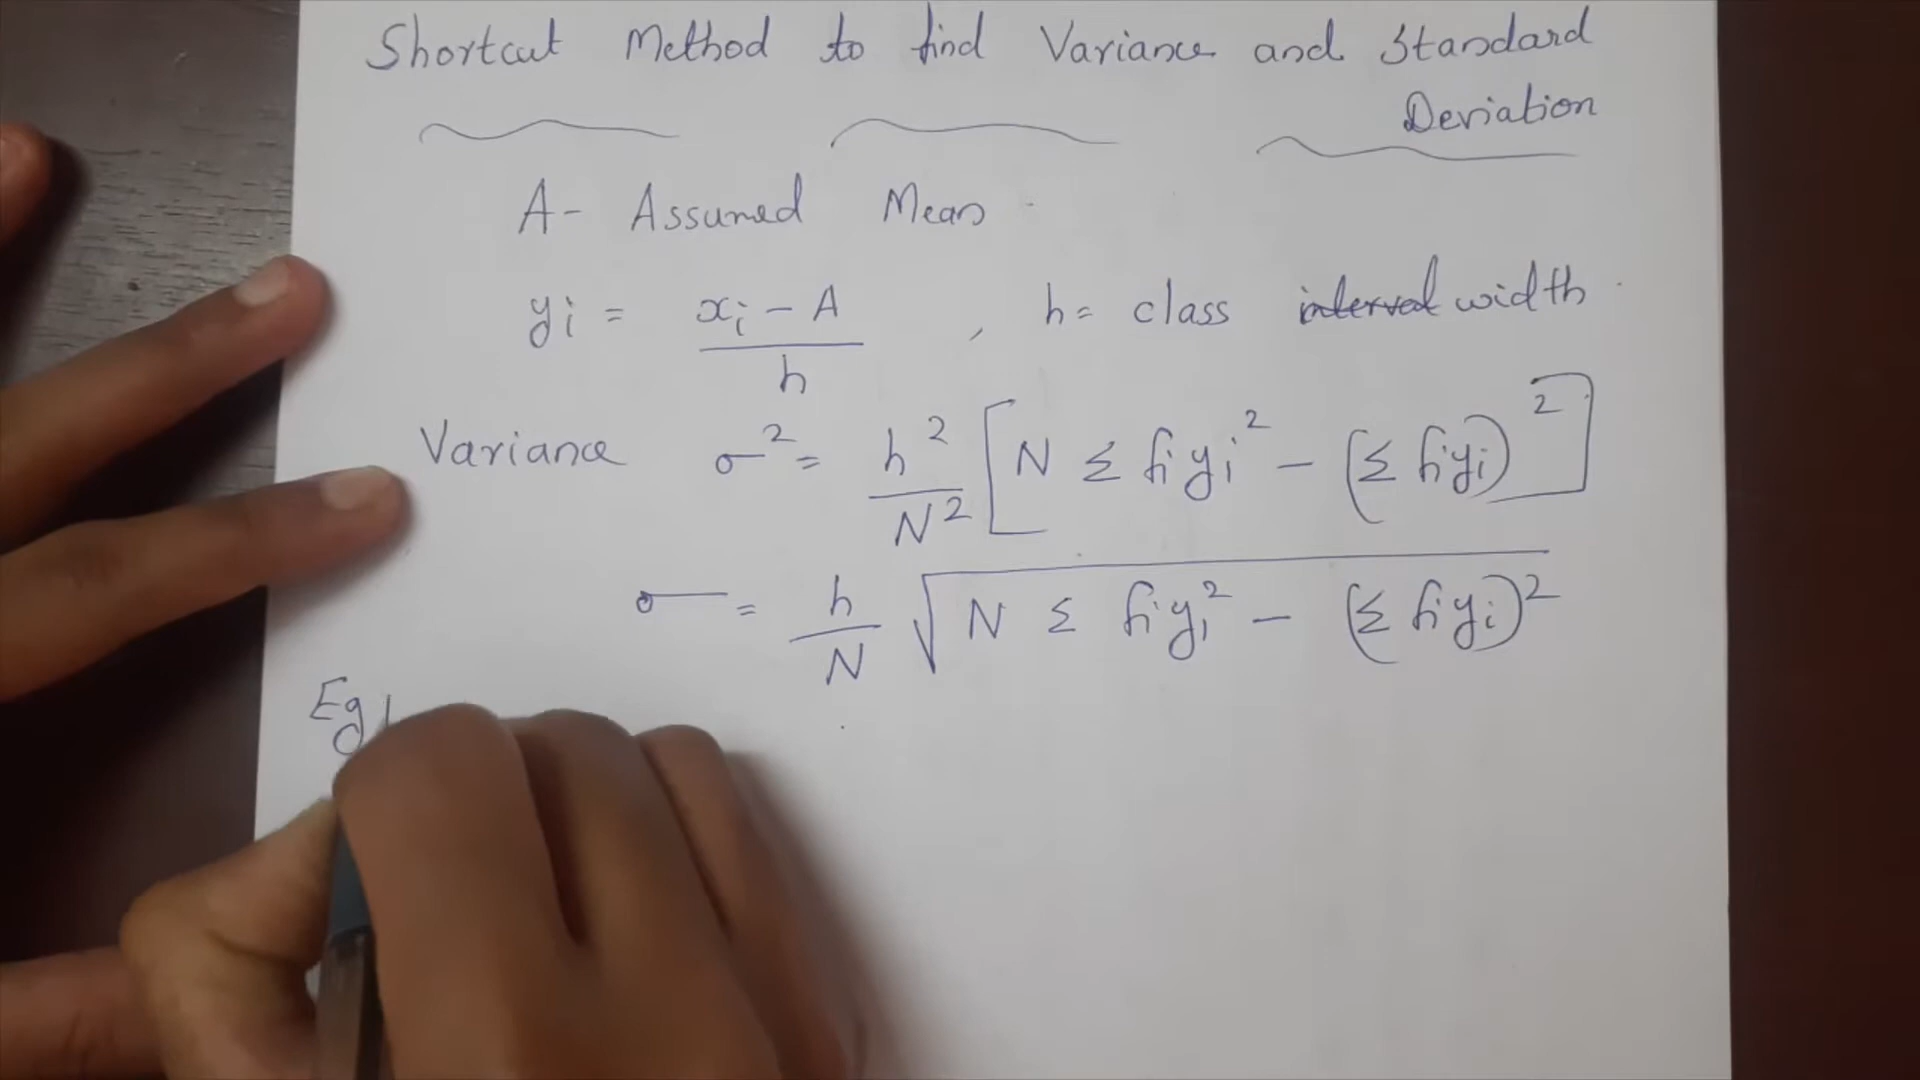 Shortcut Method to find Variance and Standard
Deviation
A- Assumed Mean
yi = xi - A / h , h = class interval width
Variance σ² = h²/N² [N Σ fiyi² - (Σ fiyi)²]
σ = h/N √N Σ fiyi² - (Σ fiyi)²
Eg